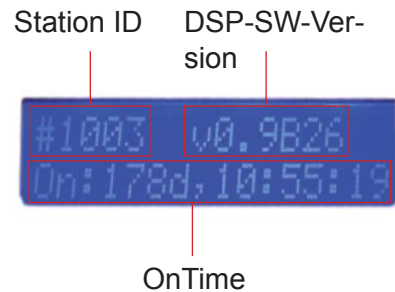 Station ID DSP-SW-Ver-
sion
#1003 v0.9B26
On:178d,10:55:19
OnTime